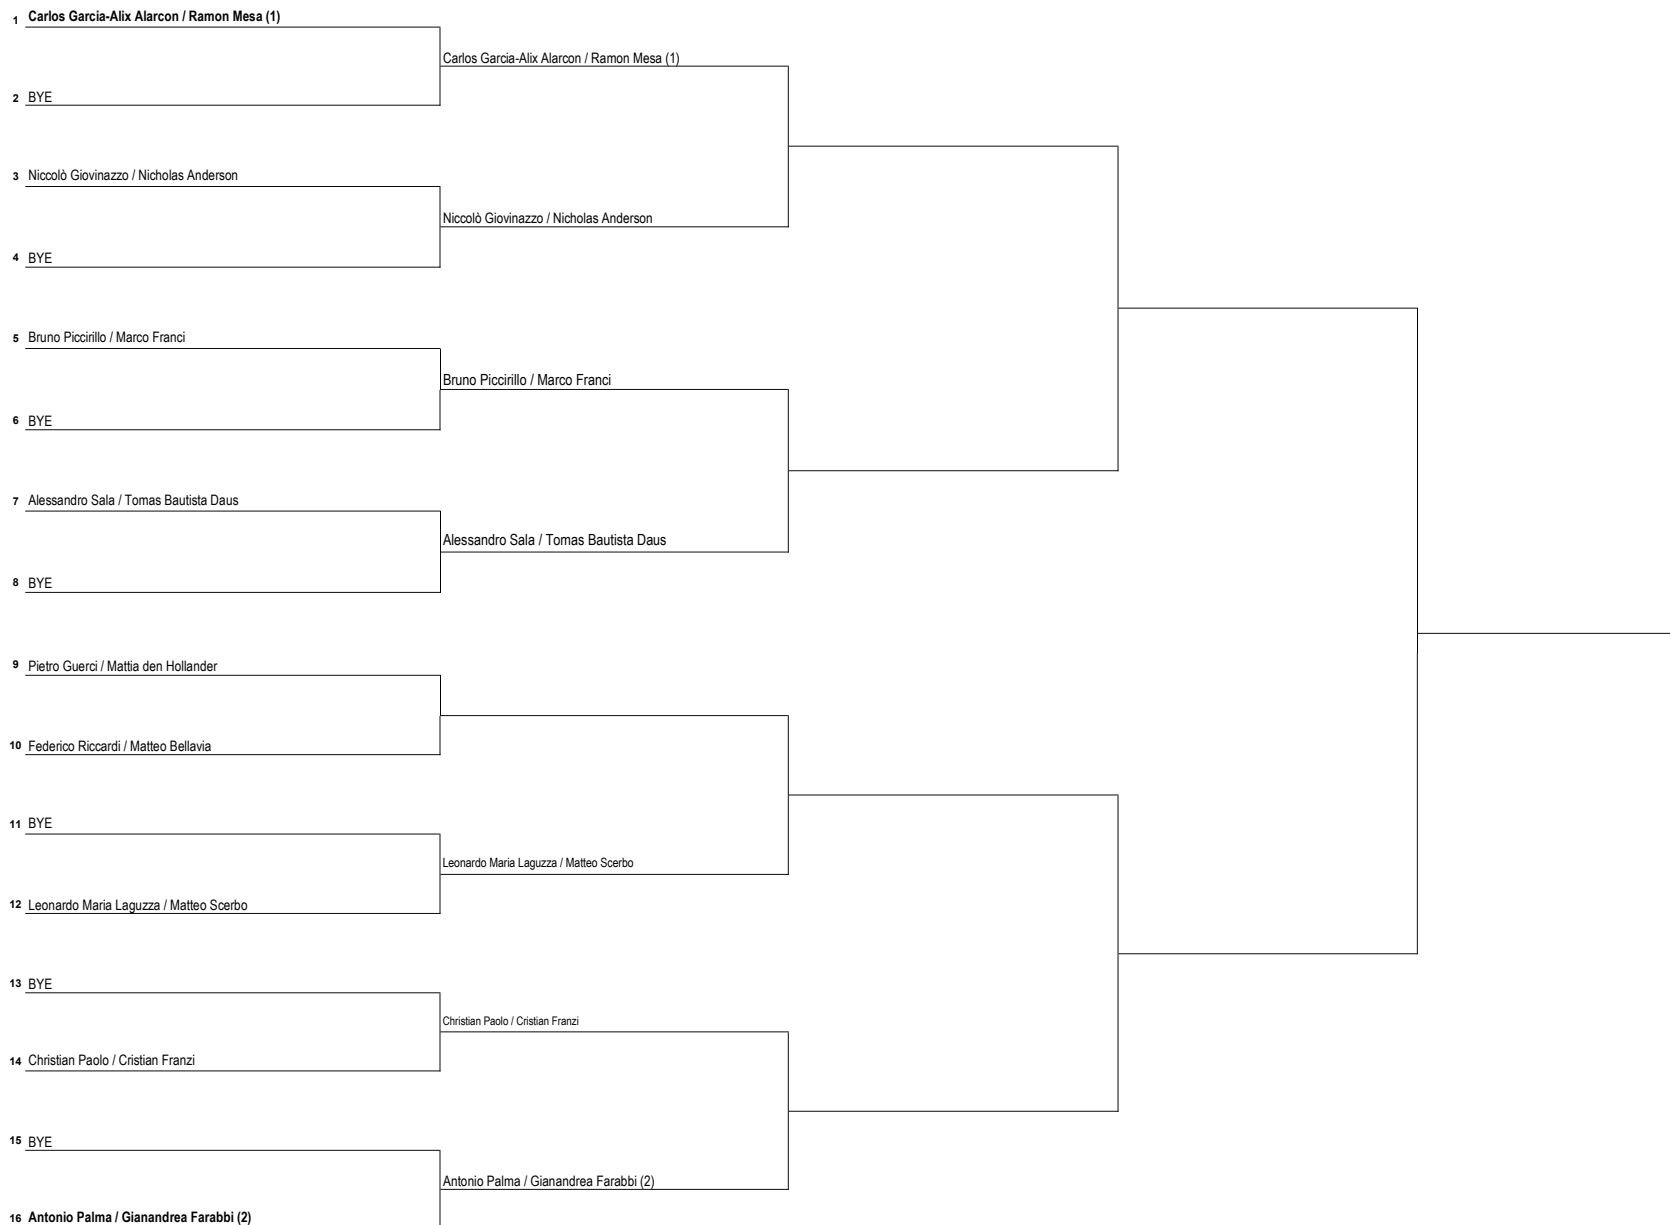 1 Carlos Garcia-Alix Alarcon / Ramon Mesa (1)
Carlos Garcia-Alix Alarcon / Ramon Mesa (1)
2 BYE
3 Niccolò Giovinazzo / Nicholas Anderson
Niccolò Giovinazzo / Nicholas Anderson
4 BYE
5 Bruno Piccirillo / Marco Franci
Bruno Piccirillo / Marco Franci
6 BYE
7 Alessandro Sala / Tomas Bautista Daus
Alessandro Sala / Tomas Bautista Daus
8 BYE
9 Pietro Guerci / Mattia den Hollander
10 Federico Riccardi / Matteo Bellavia
11 BYE
Leonardo Maria Laguzza / Matteo Scerbo
12 Leonardo Maria Laguzza / Matteo Scerbo
13 BYE
Christian Paolo / Cristian Franzi
14 Christian Paolo / Cristian Franzi
15 BYE
Antonio Palma / Gianandrea Farabbi (2)
16 Antonio Palma / Gianandrea Farabbi (2)